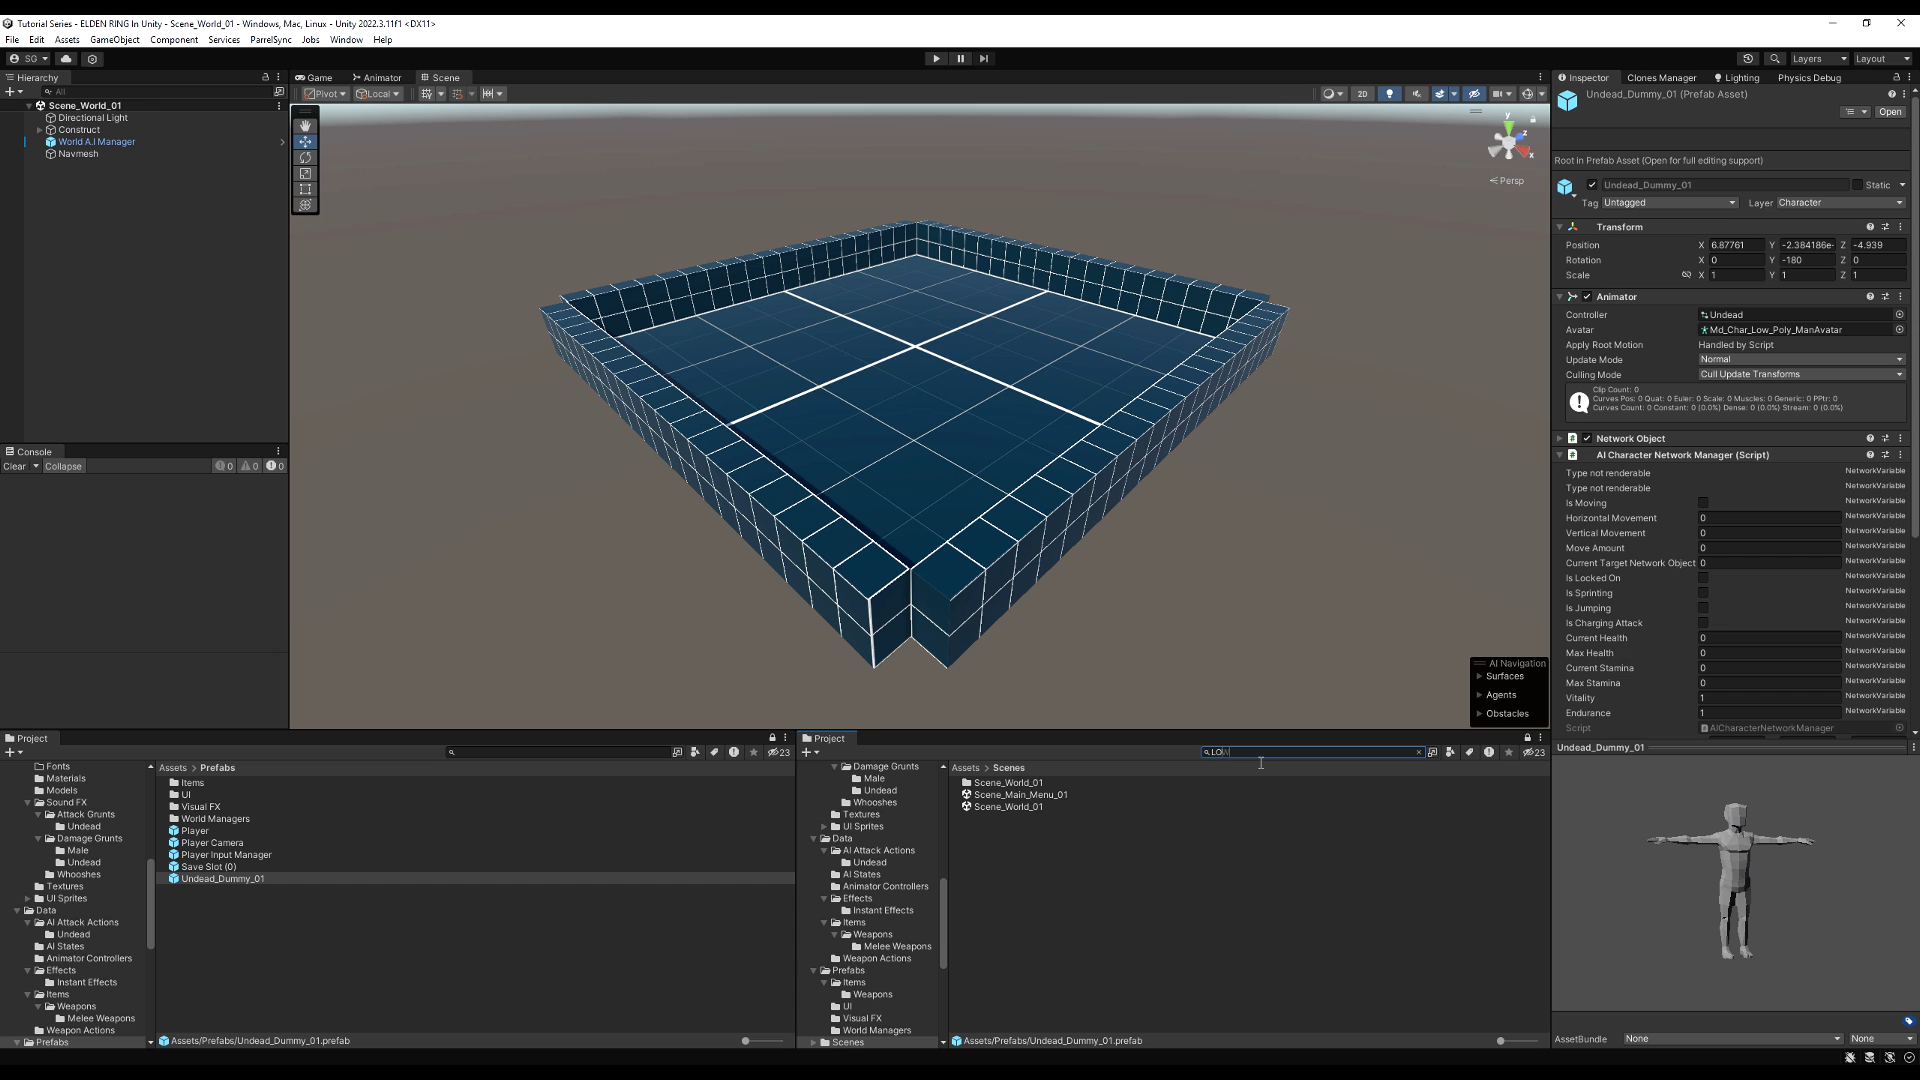 Tutorial Series - ELDEN RING In Unity - Scene_World_01 - Windows, Mac, Linux - Unity 2022.3.11f1 <DX11>
File Edit Assets GameObject Component Services ParrelSync Jobs Window Help
SG Layers Layout
Hierarchy
All
Scene_World_01
Directional Light
Construct
World A.I Manager
Navmesh
Console
Clear Collapse 0 0 0
Game Animator Scene
Pivot Local 2D
y
z
x
Persp
AI Navigation
Surfaces
Agents
Obstacles
Project
23
Fonts
Materials
Models
Sound FX
Attack Grunts
Undead
Damage Grunts
Male
Undead
Whooshes
Textures
UI Sprites
Data
AI Attack Actions
Undead
AI States
Animator Controllers
Effects
Instant Effects
Items
Weapons
Melee Weapons
Weapon Actions
Prefabs
Assets > Prefabs
Items
UI
Visual FX
World Managers
Player
Player Camera
Player Input Manager
Save Slot (0)
Undead_Dummy_01
Assets/Prefabs/Undead_Dummy_01.prefab
Project
LOW
23
Damage Grunts
Male
Undead
Whooshes
Textures
UI Sprites
Data
AI Attack Actions
Undead
AI States
Animator Controllers
Effects
Instant Effects
Items
Weapons
Melee Weapons
Weapon Actions
Prefabs
Items
Weapons
UI
Visual FX
World Managers
Scenes
Assets > Scenes
Scene_World_01
Scene_Main_Menu_01
Scene_World_01
Assets/Prefabs/Undead_Dummy_01.prefab
Inspector Clones Manager Lighting Physics Debug
Undead_Dummy_01 (Prefab Asset)
Open
Root in Prefab Asset (Open for full editing support)
Undead_Dummy_01 Static
Tag Untagged Layer Character
Transform
Position X 6.87761 Y -2.384186e- Z -4.939
Rotation X 0 Y -180 Z 0
Scale X 1 Y 1 Z 1
Animator
Controller Undead
Avatar Md_Char_Low_Poly_ManAvatar
Apply Root Motion Handled by Script
Update Mode Normal
Culling Mode Cull Update Transforms
Clip Count: 0
Curves Pos: 0 Quat: 0 Euler: 0 Scale: 0 Muscles: 0 Generic: 0 PPtr: 0
Curves Count: 0 Constant: 0 (0.0%) Dense: 0 (0.0%) Stream: 0 (0.0%)
Network Object
AI Character Network Manager (Script)
Type not renderable NetworkVariable
Type not renderable NetworkVariable
Is Moving NetworkVariable
Horizontal Movement 0 NetworkVariable
Vertical Movement 0 NetworkVariable
Move Amount 0 NetworkVariable
Current Target Network Object 0 NetworkVariable
Is Locked On NetworkVariable
Is Sprinting NetworkVariable
Is Jumping NetworkVariable
Is Charging Attack NetworkVariable
Current Health 0 NetworkVariable
Max Health 0 NetworkVariable
Current Stamina 0 NetworkVariable
Max Stamina 0 NetworkVariable
Vitality 1 NetworkVariable
Endurance 1 NetworkVariable
Script AICharacterNetworkManager
Undead_Dummy_01
AssetBundle None None